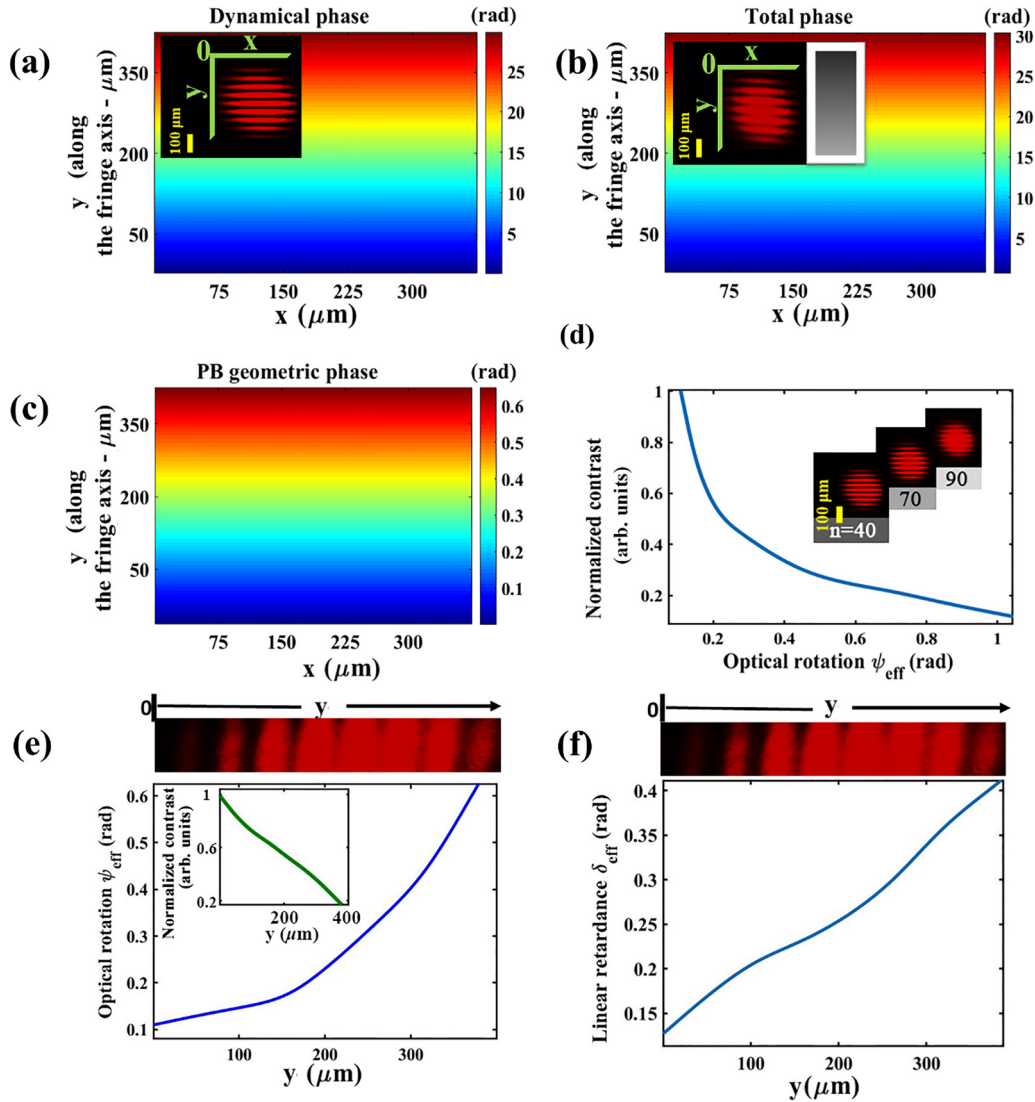 (a)
Dynamical phase
(rad)
x
0
y
100 μm
350
200
50
y (along
the fringe axis - μm)
75 150 225 300
x (μm)
25
20
15
10
5
(b)
Total phase
(rad)
x
0
y
100 μm
350
200
50
y (along
the fringe axis - μm)
75 150 225 300
x (μm)
30
25
20
15
10
5
(c)
PB geometric phase
(rad)
350
200
50
y (along
the fringe axis - μm)
75 150 225 300
x (μm)
0.6
0.5
0.4
0.3
0.2
0.1
(d)
Normalized contrast
(arb. units)
1
0.8
0.6
0.4
0.2
100 μm
n=40
70
90
0.2 0.4 0.6 0.8 1
Optical rotation ψeff (rad)
(e)
0
y
Optical rotation ψeff (rad)
0.6
0.5
0.4
0.3
0.2
0.1
Normalized contrast
(arb. units)
1
0.6
0.2
0 200 400
y (μm)
100 200 300
y (μm)
(f)
0
y
Linear retardance δeff (rad)
0.4
0.35
0.3
0.25
0.2
0.15
100 200 300
y(μm)